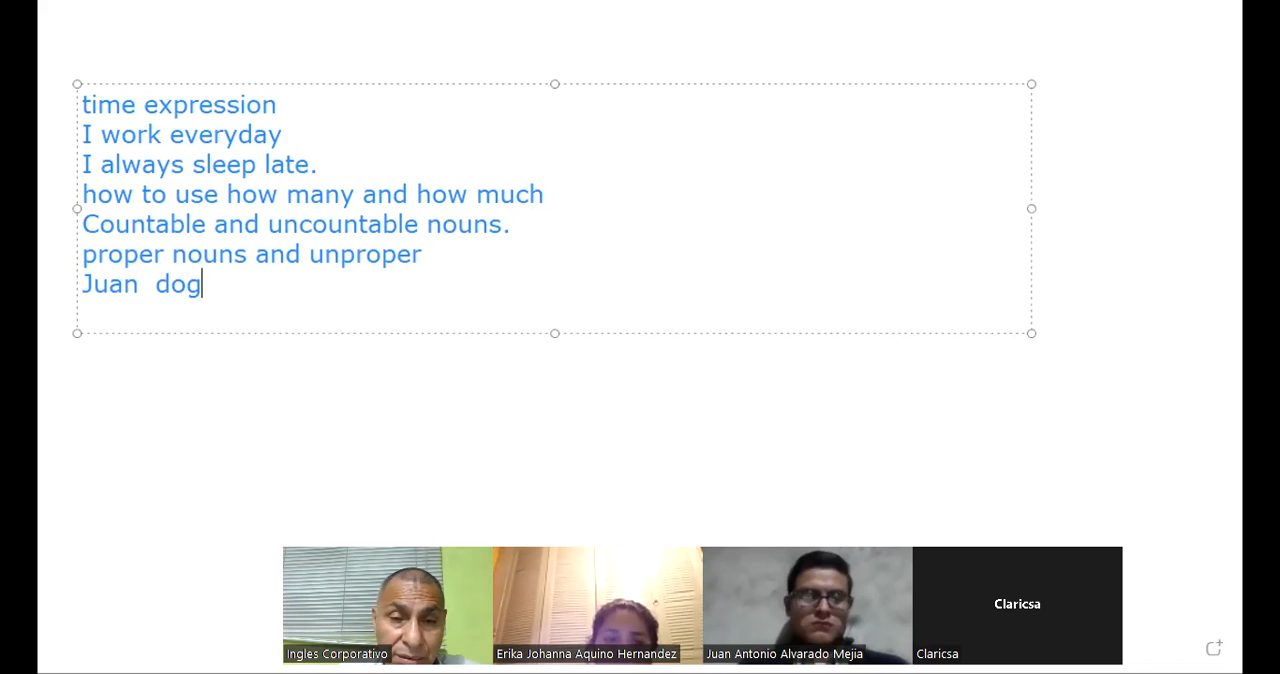 time expression
I work everyday
I always sleep late.
how to use how many and how much
Countable and uncountable nouns.
proper nouns and unproper
Juan  dog
Claricsa
Ingles Corporativo
Erika Johanna Aquino Hernandez
Juan Antonio Alvarado Mejia
Claricsa